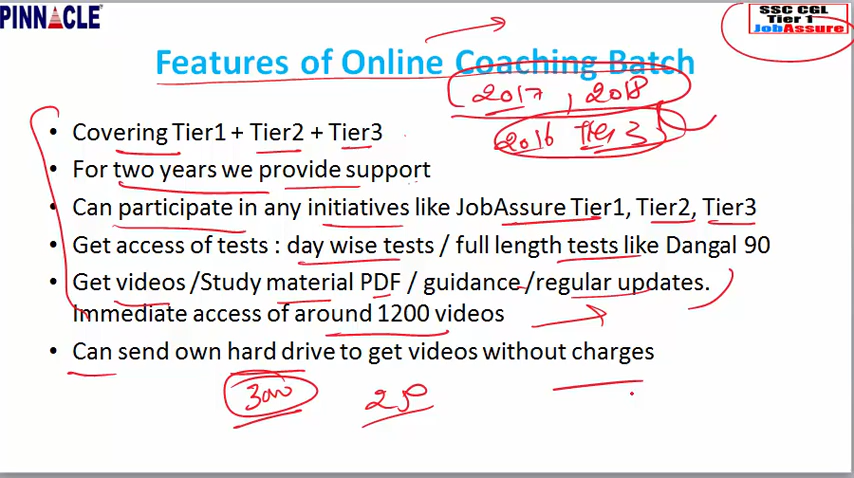 PINNACLE
SSC CGL
Tier 1
JobAssure
Features of Online Coaching Batch
2017, 2018
2016 Tier 3
• Covering Tier1 + Tier2 + Tier3
• For two years we provide support
• Can participate in any initiatives like JobAssure Tier1, Tier2, Tier3
• Get access of tests : day wise tests / full length tests like Dangal 90
• Get videos /Study material PDF / guidance /regular updates.
Immediate access of around 1200 videos
• Can send own hard drive to get videos without charges
300